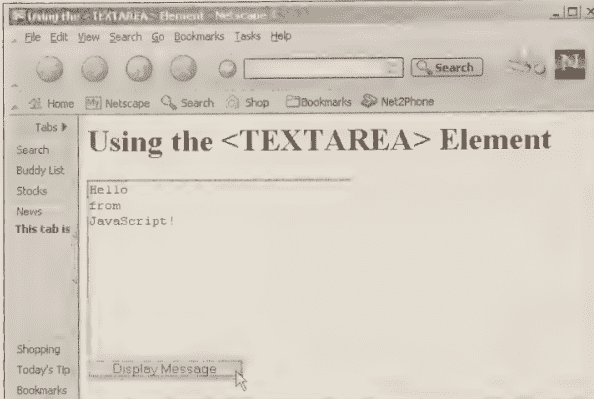 Using the <TEXTAREA> Element - Netscape
File Edit View Search Go Bookmarks Tasks Help
Search N
Home My Netscape Search Shop Bookmarks Net2Phone
Tabs
Search
Buddy List
Stocks
News
This tab is
Shopping
Today's Tip
Bookmarks
Using the <TEXTAREA> Element
Hello
from
JavaScript!
Display Message